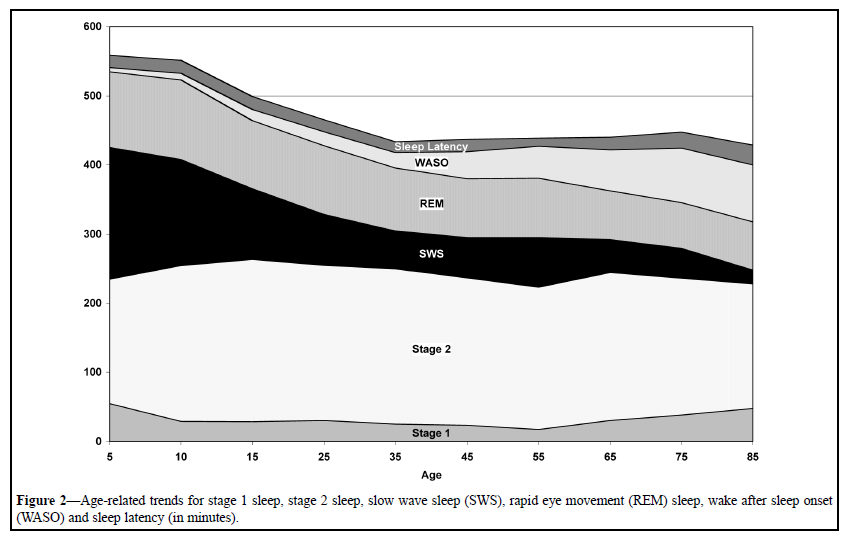 600
500
400
300
200
100
0
Sleep Latency
WASO
REM
SWS
Stage 2
Stage 1
5 10 15 25 35 45 55 65 75 85
Age
Figure 2—Age-related trends for stage 1 sleep, stage 2 sleep, slow wave sleep (SWS), rapid eye movement (REM) sleep, wake after sleep onset
(WASO) and sleep latency (in minutes).